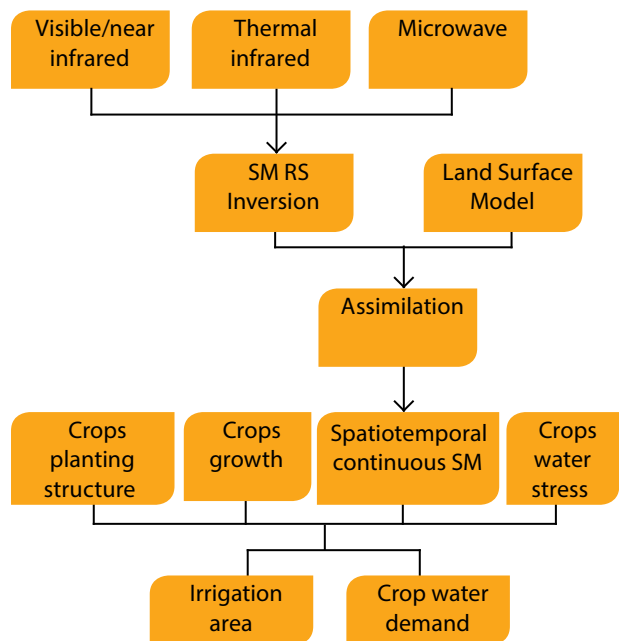 Visible/near
infrared
Thermal
infrared
Microwave
SM RS
Inversion
Land Surface
Model
Assimilation
Crops
planting
structure
Crops
growth
Spatiotemporal
continuous SM
Crops
water
stress
Irrigation
area
Crop water
demand